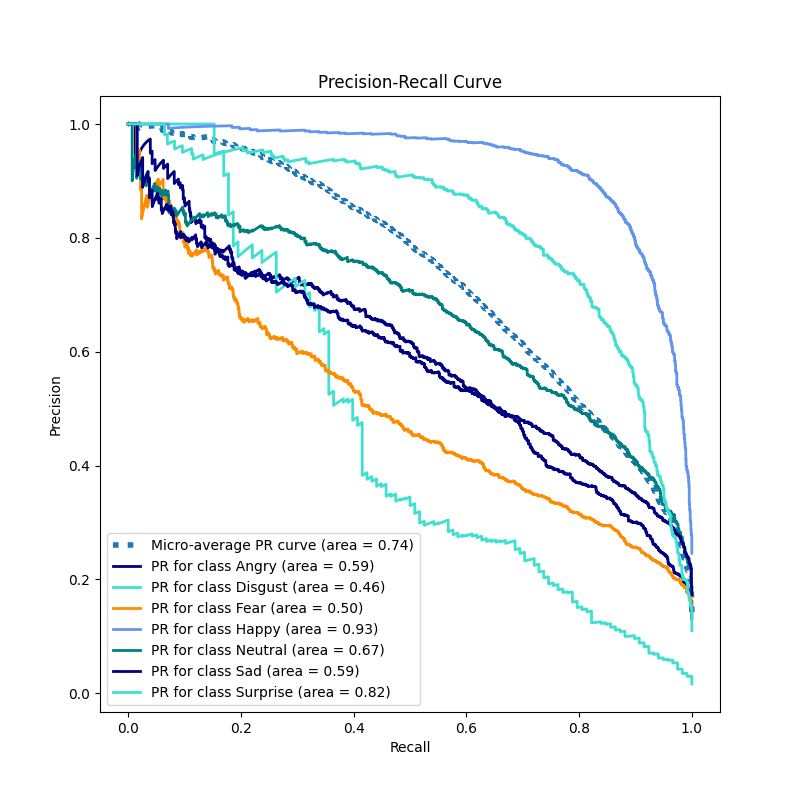 Precision-Recall Curve
1.0
0.8
0.6
0.4
0.2
0.0
Precision
Micro-average PR curve (area = 0.74)
PR for class Angry (area = 0.59)
PR for class Disgust (area = 0.46)
PR for class Fear (area = 0.50)
PR for class Happy (area = 0.93)
PR for class Neutral (area = 0.67)
PR for class Sad (area = 0.59)
PR for class Surprise (area = 0.82)
0.0 0.2 0.4 0.6 0.8 1.0
Recall